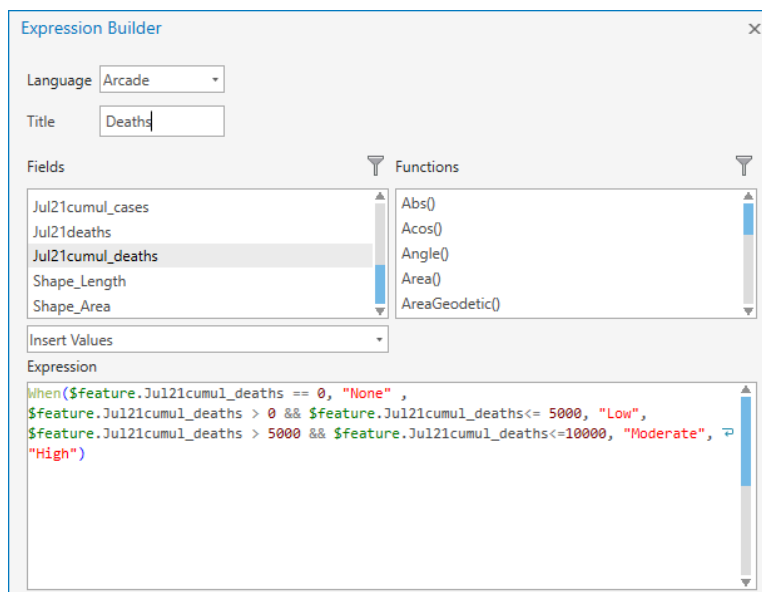 Expression Builder
Language Arcade
Title Deaths
Fields
Functions
Jul21cumul_cases
Jul21deaths
Jul21cumul_deaths
Shape_Length
Shape_Area
Abs()
Acos()
Angle()
Area()
AreaGeodetic()
Insert Values
Expression
When($feature.Jul21cumul_deaths == 0, "None" ,
$feature.Jul21cumul_deaths > 0 && $feature.Jul21cumul_deaths<= 5000, "Low",
$feature.Jul21cumul_deaths > 5000 && $feature.Jul21cumul_deaths<=10000, "Moderate",
"High")